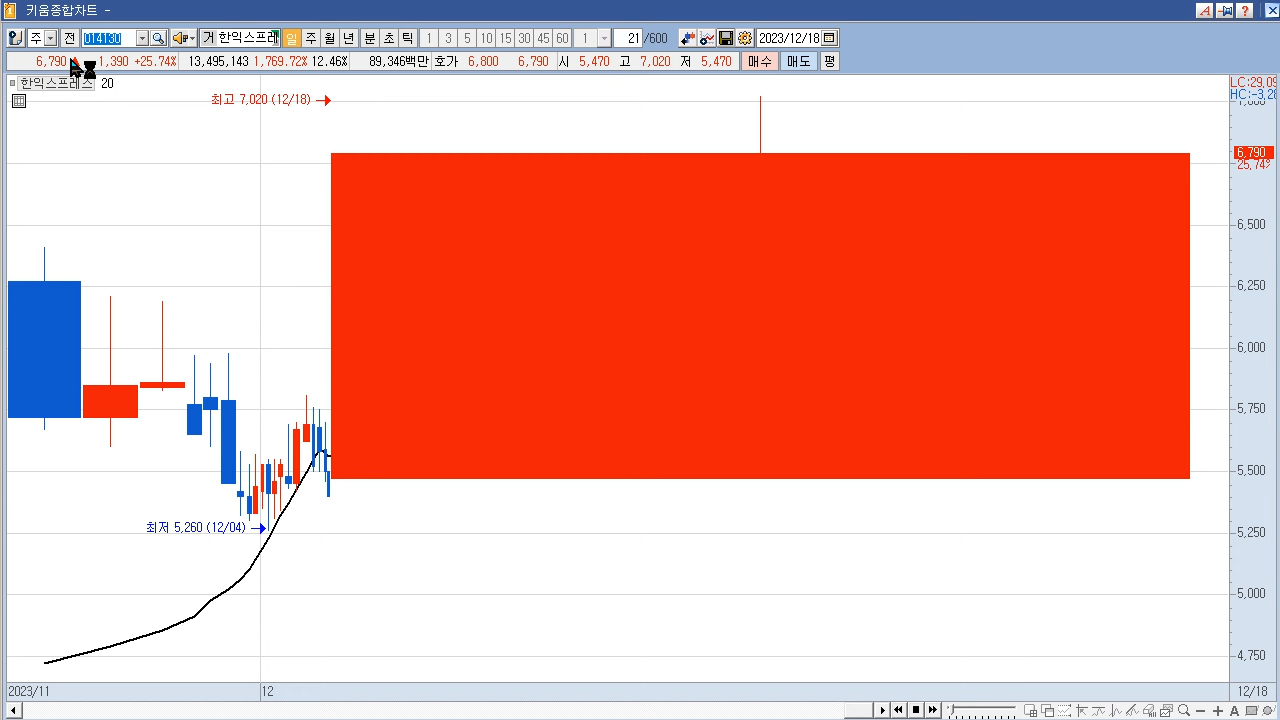 키움종합차트 -
주 전 014130 거 한익스프레 일 주 월 년 분 초 틱 1 3 5 10 15 30 45 60 1 21 /600 2023/12/18
6,790 1,390 +25.74% 13,495,143 1,769.72% 12.46% 89,346백만 호가 6,800 6,790 시 5,470 고 7,020 저 5,470 매수 매도 평
한익스프레스 20
LC:29,09
HC:-3,28
최고 7,020 (12/18)
6,790
25,74%
6,500
6,250
6,000
5,750
5,500
최저 5,260 (12/04)
5,250
5,000
4,750
2023/11 12 12/18